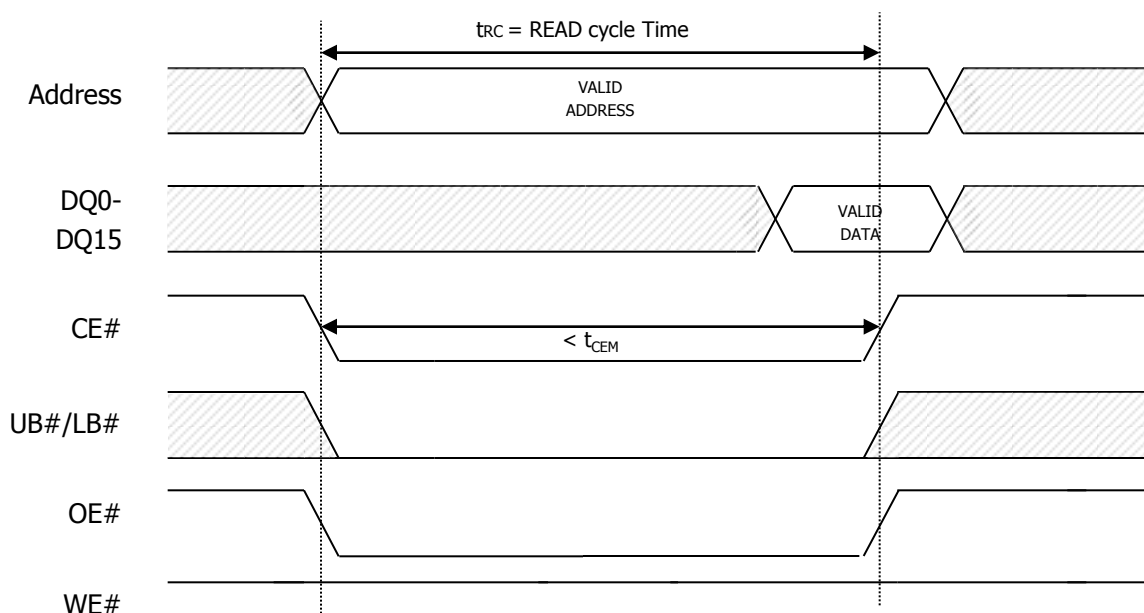 tRC = READ cycle Time
Address
VALID
ADDRESS
DQ0-
DQ15
VALID
DATA
CE#
< tCEM
UB#/LB#
OE#
WE#